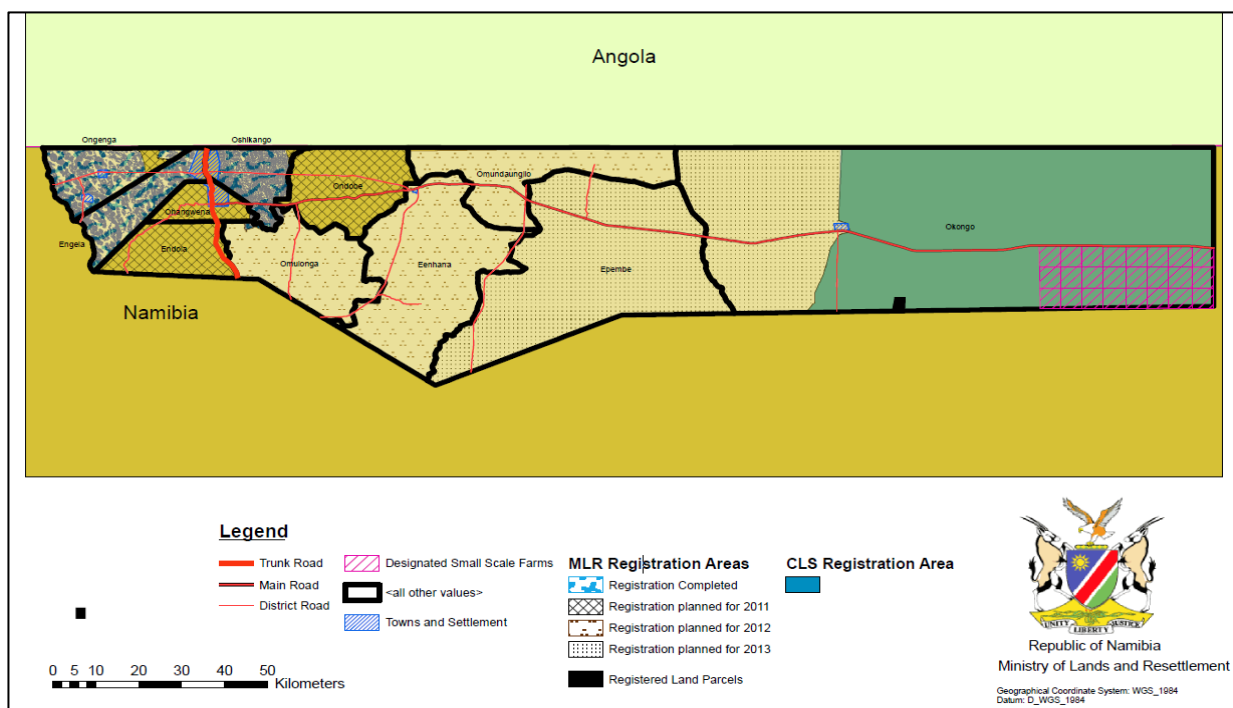 Angola
Ongenga
Oshikango
Ondobe
Omundaungilo
Ohangwena
Okongo
Engela
Endola
Omulonga
Eenhana
Epembe
Namibia
Legend
Trunk Road
Main Road
District Road
Designated Small Scale Farms
<all other values>
Towns and Settlement
MLR Registration Areas
Registration Completed
Registration planned for 2011
Registration planned for 2012
Registration planned for 2013
Registered Land Parcels
CLS Registration Area
0 5 10 20 30 40 50
Kilometers
UNITY LIBERTY JUSTICE
Republic of Namibia
Ministry of Lands and Resettlement
Geographical Coordinate System: WGS_1984
Datum: D_WGS_1984